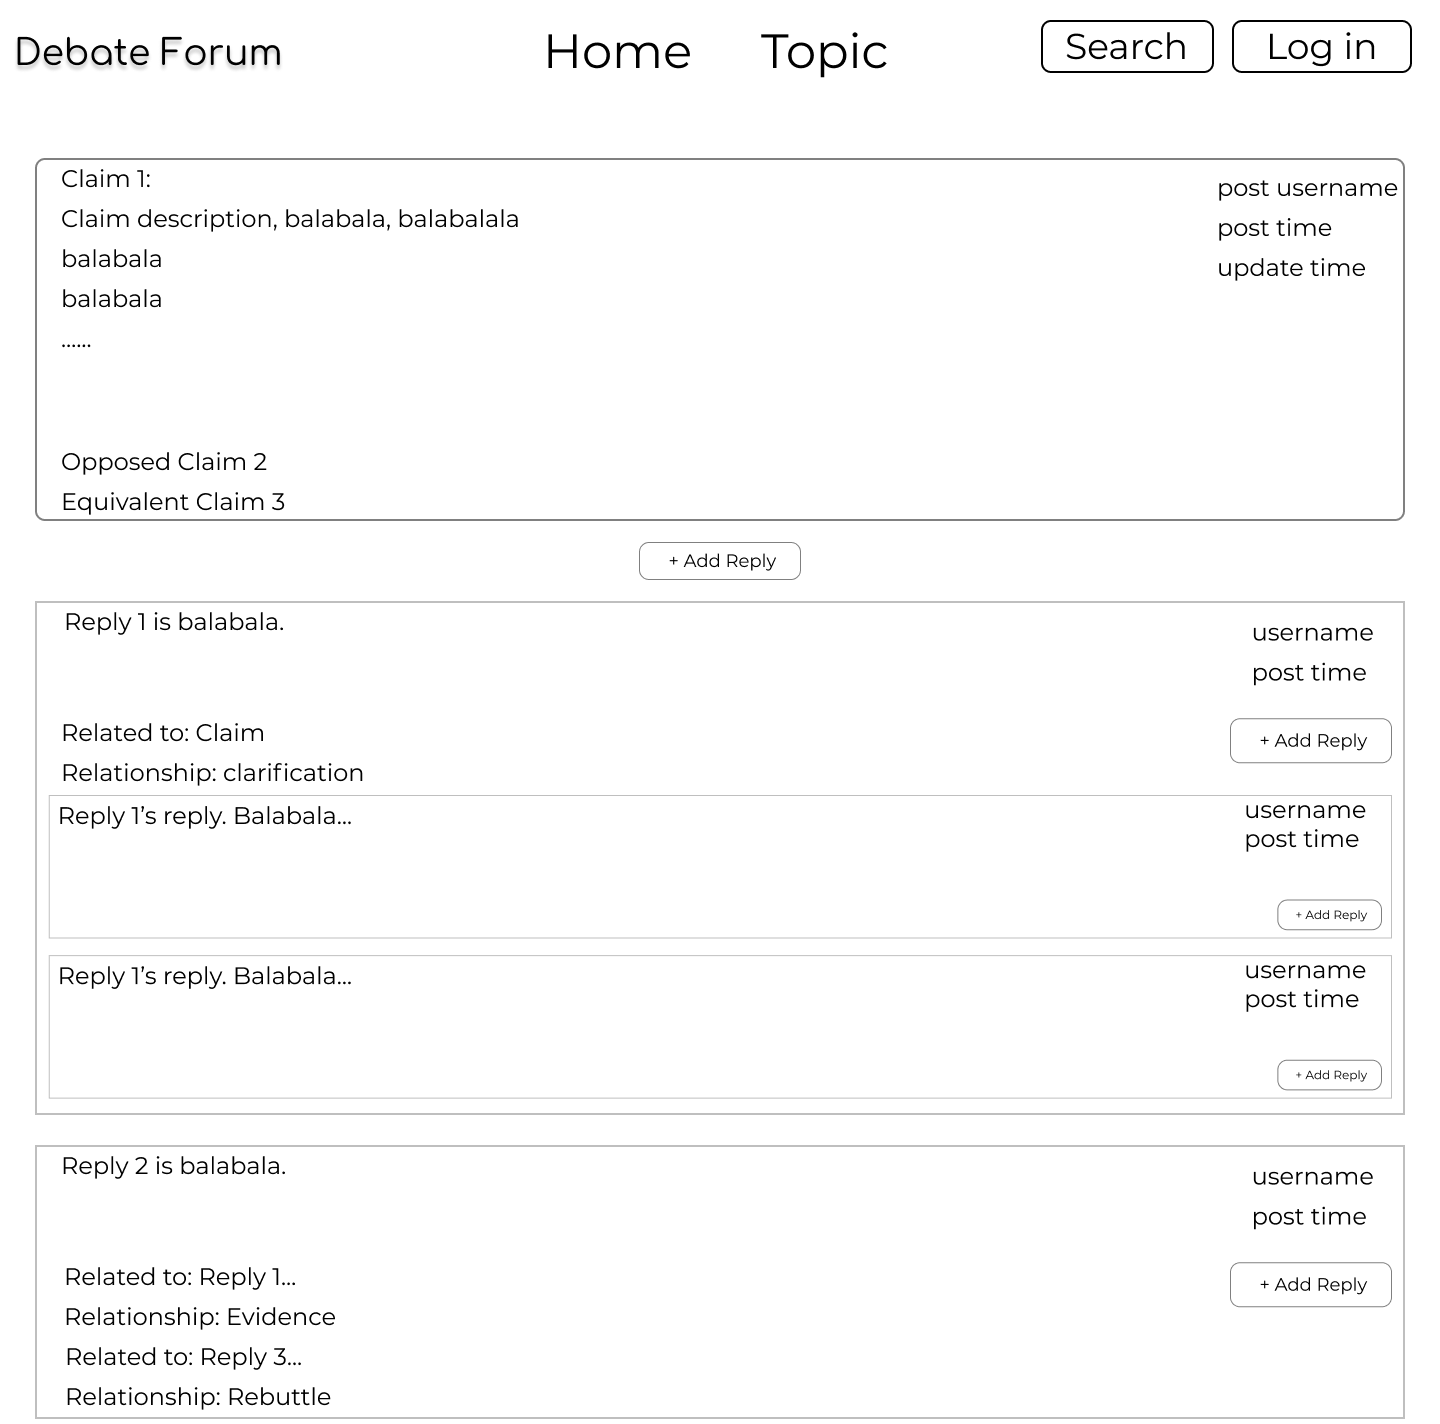 Debate Forum
Home
Topic
Search
Log in
Claim 1:
Claim description, balabala, balabalala
balabala
balabala
......
post username
post time
update time
Opposed Claim 2
Equivalent Claim 3
+ Add Reply
Reply 1 is balabala.
username
post time
Related to: Claim
Relationship: clarification
+ Add Reply
Reply 1’s reply. Balabala...
username
post time
+ Add Reply
Reply 1’s reply. Balabala...
username
post time
+ Add Reply
Reply 2 is balabala.
username
post time
+ Add Reply
Related to: Reply 1...
Relationship: Evidence
Related to: Reply 3...
Relationship: Rebuttle